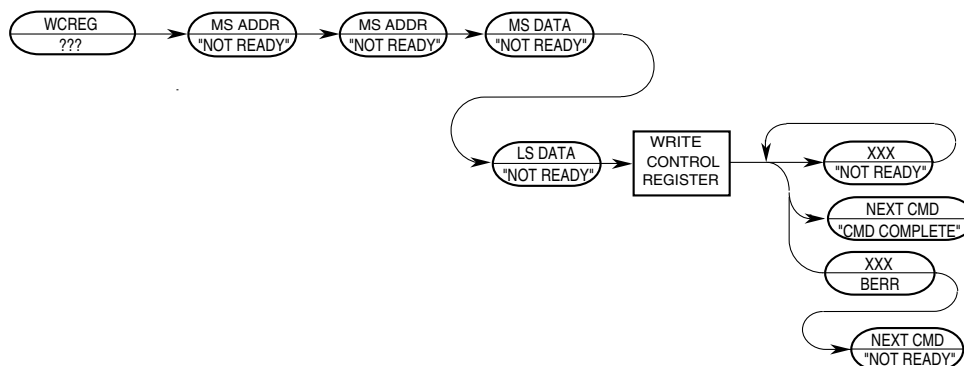 WCREG
???
MS ADDR
"NOT READY"
MS ADDR
"NOT READY"
MS DATA
"NOT READY"
LS DATA
"NOT READY"
WRITE
CONTROL
REGISTER
XXX
"NOT READY"
NEXT CMD
"CMD COMPLETE"
XXX
BERR
NEXT CMD
"NOT READY"